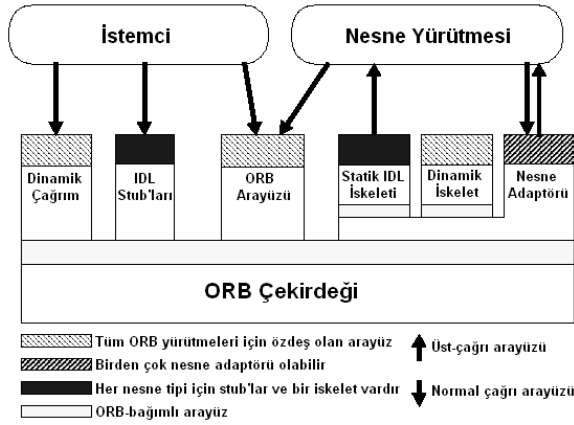 İstemci
Nesne Yürütmesi
Dinamik
Çağrım
IDL
Stub'ları
ORB
Arayüzü
Statik IDL
İskeleti
Dinamik
İskelet
Nesne
Adaptörü
ORB Çekirdeği
Tüm ORB yürütmeleri için özdeş olan arayüz
Birden çok nesne adaptörü olabilir
Her nesne tipi için stub'lar ve bir iskelet vardır
ORB-bağımlı arayüz
Üst-çağrı arayüzü
Normal çağrı arayüzü